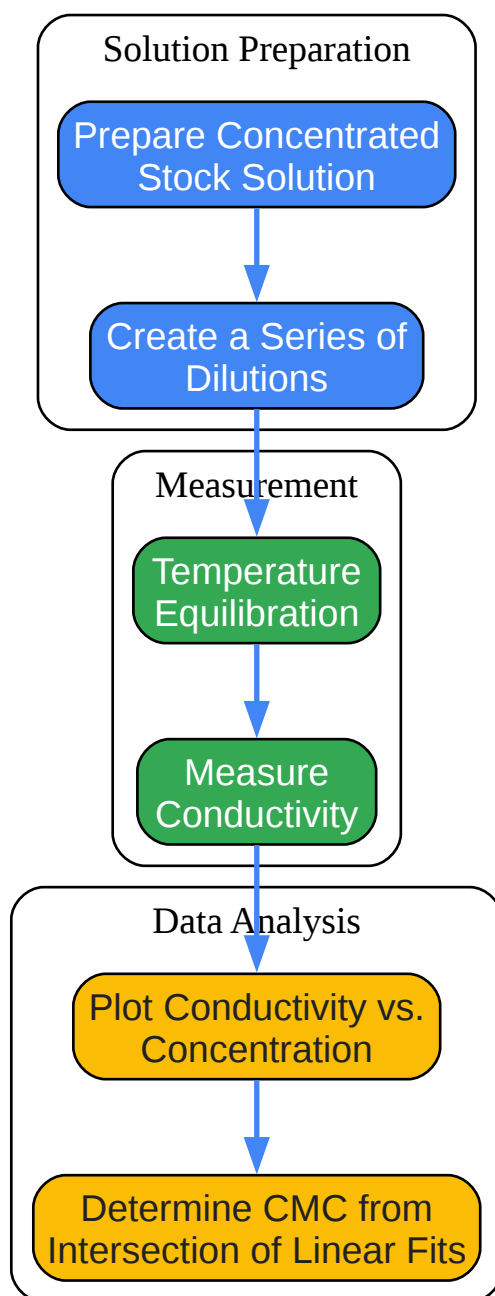 Solution Preparation
Prepare Concentrated
Stock Solution
Create a Series of
Dilutions
Measurement
Temperature
Equilibration
Measure
Conductivity
Data Analysis
Plot Conductivity vs.
Concentration
Determine CMC from
Intersection of Linear Fits